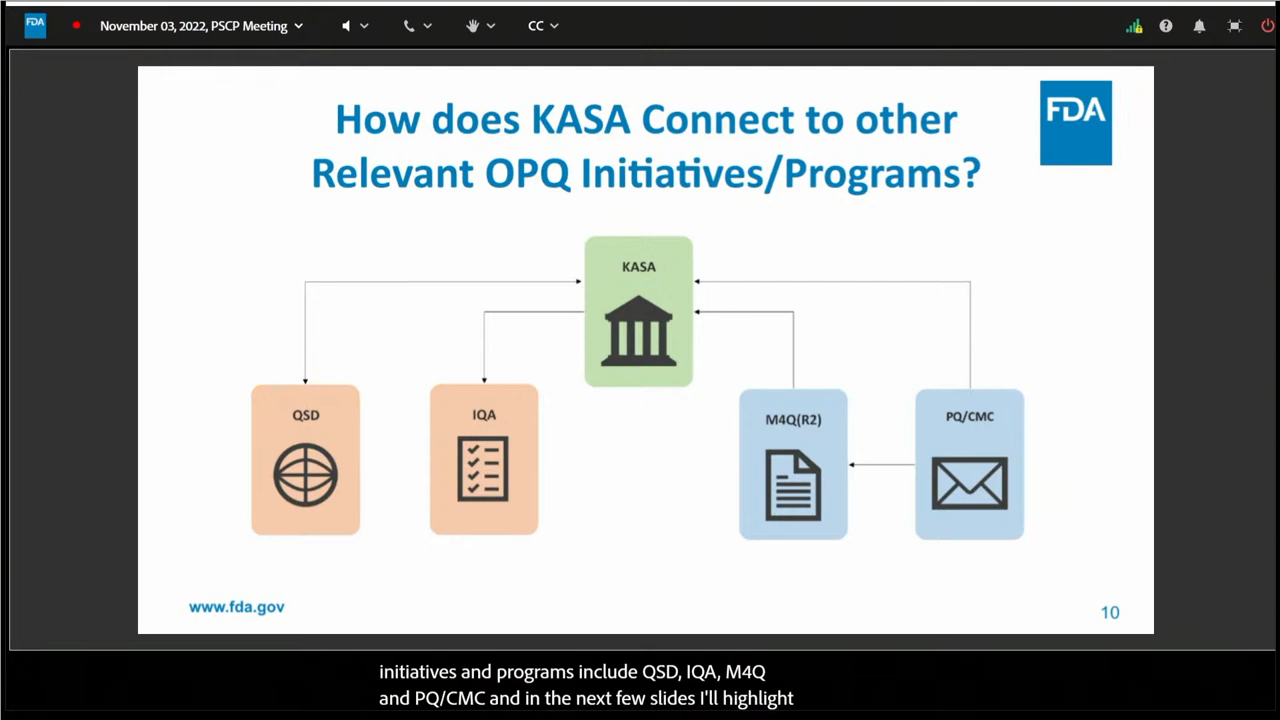 FDA
November 03, 2022, PSCP Meeting
CC
How does KASA Connect to other
Relevant OPQ Initiatives/Programs?
FDA
KASA
QSD
IQA
M4Q(R2)
PQ/CMC
www.fda.gov
10
initiatives and programs include QSD, IQA, M4Q
and PQ/CMC and in the next few slides I'll highlight